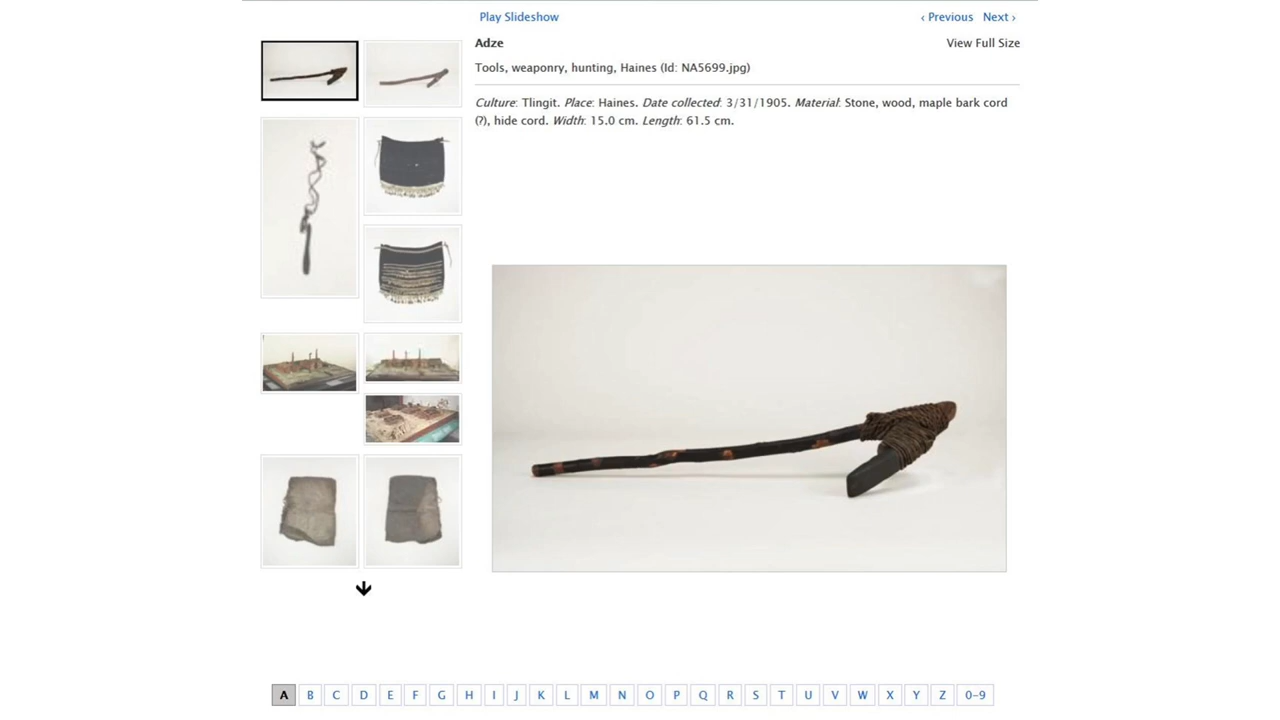 Play Slideshow
‹ Previous Next ›
Adze
View Full Size
Tools, weaponry, hunting, Haines (Id: NA5699.jpg)
Culture: Tlingit. Place: Haines. Date collected: 3/31/1905. Material: Stone, wood, maple bark cord
(?), hide cord. Width: 15.0 cm. Length: 61.5 cm.
A B C D E F G H I J K L M N O P Q R S T U V W X Y Z 0-9